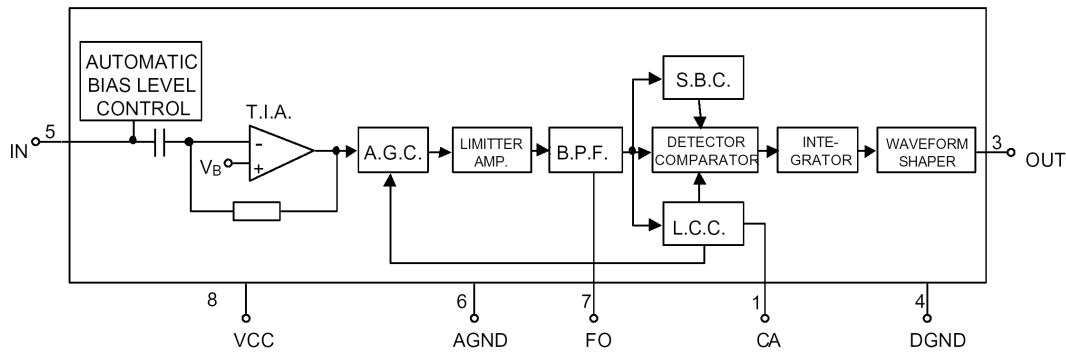 AUTOMATIC
BIAS LEVEL
CONTROL
T.I.A.
5
IN
-
+
VB
A.G.C.
LIMITTER
AMP.
B.P.F.
S.B.C.
DETECTOR
COMPARATOR
L.C.C.
INTE-
GRATOR
WAVEFORM
SHAPER
3
OUT
8
VCC
6
AGND
7
FO
1
CA
4
DGND